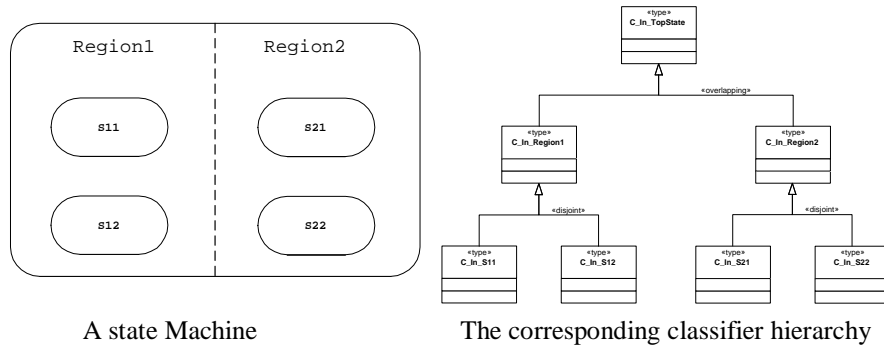 Region1
Region2
S11
S21
S12
S22
A state Machine
«type»
C_In_TopState
«overlapping»
«type»
C_In_Region1
«type»
C_In_Region2
«disjoint»
«disjoint»
«type»
C_In_S11
«type»
C_In_S12
«type»
C_In_S21
«type»
C_In_S22
The corresponding classifier hierarchy